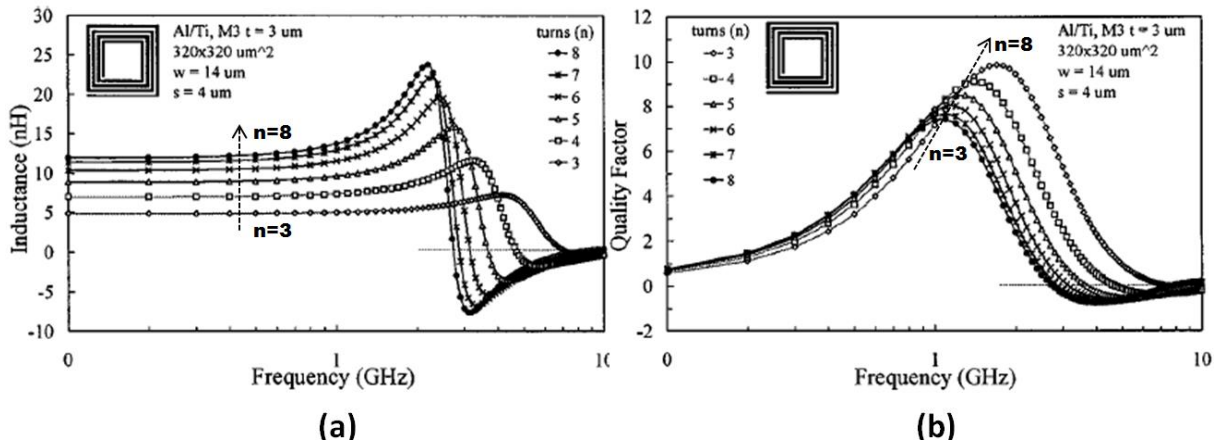 30
25
20
15
10
5
0
-5
-10
Inductance (nH)
Al/Ti, M3 t = 3 um
320x320 um^2
w = 14 um
s = 4 um
turns (n)
8
7
6
5
4
3
n=8
n=3
0
1
10
Frequency (GHz)
(a)
12
10
8
6
4
2
0
-2
Quality Factor
turns (n)
3
4
5
6
7
8
n=8
n=3
Al/Ti, M3 t = 3 um
320x320 um^2
w = 14 um
s = 4 um
0
1
10
Frequency (GHz)
(b)